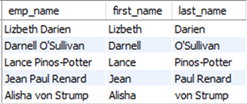 emp_name first_name last_name
Lizbeth Darien Lizbeth Darien
Darnell O'Sullivan Darnell O'Sullivan
Lance Pinos-Potter Lance Pinos-Potter
Jean Paul Renard Jean Paul Renard
Alisha von Strump Alisha von Strump